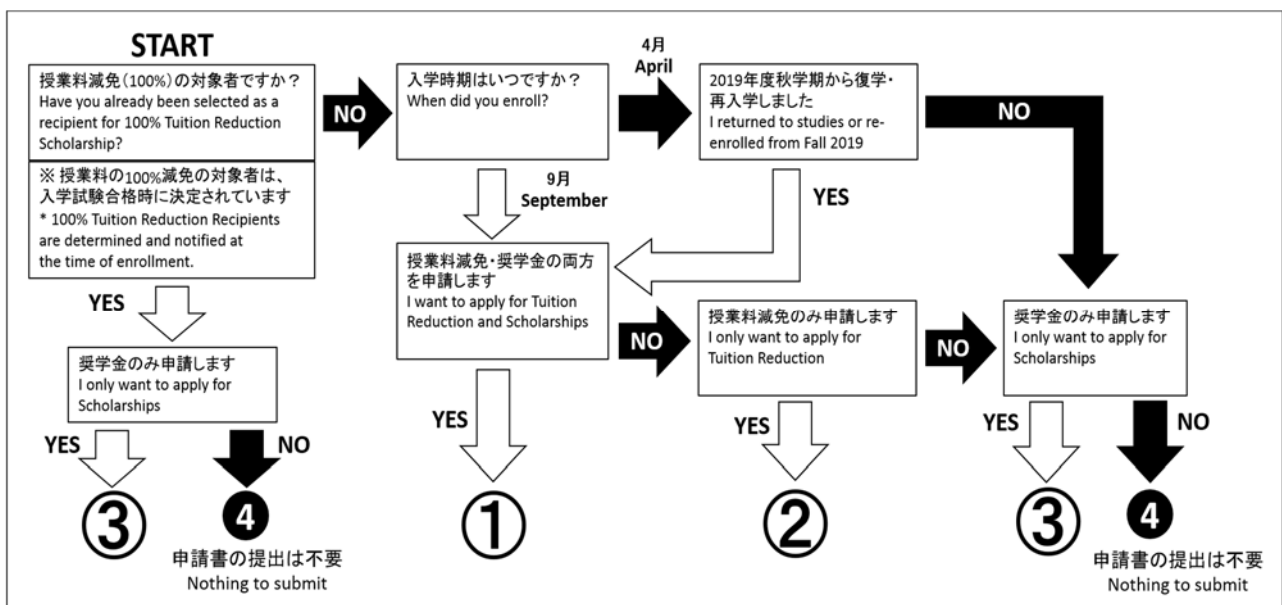 START
授業料減免(100%)の対象者ですか?
Have you already been selected as a
recipient for 100% Tuition Reduction
Scholarship?
※ 授業料の100%減免の対象者は、
入学試験合格時に決定されています
* 100% Tuition Reduction Recipients
are determined and notified at
the time of enrollment.
NO
入学時期はいつですか?
When did you enroll?
4月
April
2019年度秋学期から復学・
再入学しました
I returned to studies or re-
enrolled from Fall 2019
NO
9月
September
YES
授業料減免・奨学金の両方
を申請します
I want to apply for Tuition
Reduction and Scholarships
NO
授業料減免のみ申請します
I only want to apply for
Tuition Reduction
NO
奨学金のみ申請します
I only want to apply for
Scholarships
YES
奨学金のみ申請します
I only want to apply for
Scholarships
YES
NO
YES
YES
YES
NO
③
❹
申請書の提出は不要
Nothing to submit
①
②
③
❹
申請書の提出は不要
Nothing to submit